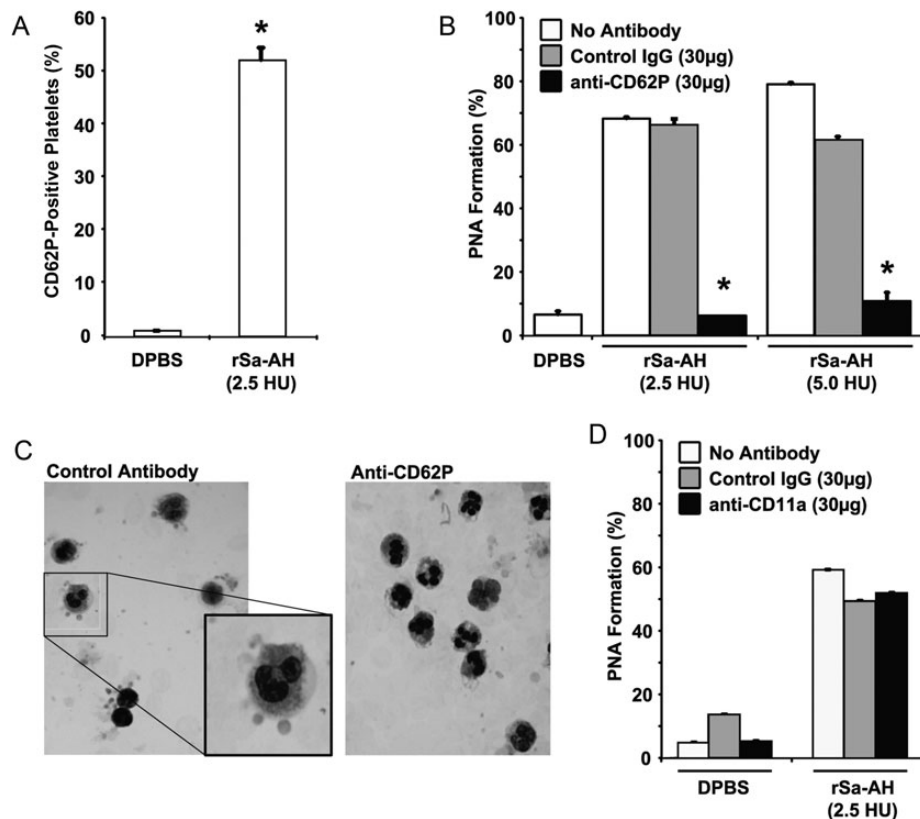 A
CD62P-Positive Platelets (%)
60
50
40
30
20
10
0
*
DPBS
rSa-AH
(2.5 HU)
B
PNA Formation (%)
100
80
60
40
20
0
No Antibody
Control IgG (30µg)
anti-CD62P (30µg)
*
*
DPBS
rSa-AH
(2.5 HU)
rSa-AH
(5.0 HU)
C
Control Antibody
Anti-CD62P
D
PNA Formation (%)
100
80
60
40
20
0
No Antibody
Control IgG (30µg)
anti-CD11a (30µg)
DPBS
rSa-AH
(2.5 HU)